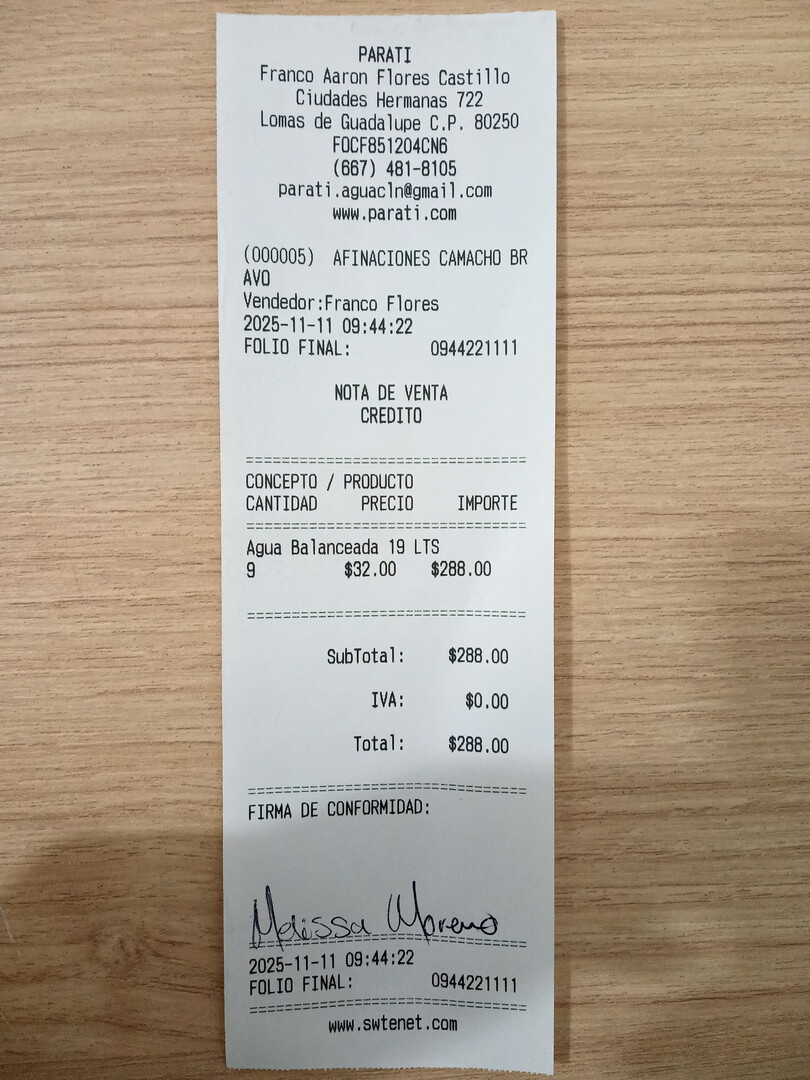 PARATI
Franco Aaron Flores Castillo
Ciudades Hermanas 722
Lomas de Guadalupe C.P. 80250
FOCF851204CN6
(667) 481-8105
parati.aguacln@gmail.com
www.parati.com
(000005) AFINACIONES CAMACHO BR
AVO
Vendedor:Franco Flores
2025-11-11 09:44:22
FOLIO FINAL: 0944221111
NOTA DE VENTA
CREDITO
===============================
CONCEPTO / PRODUCTO
CANTIDAD PRECIO IMPORTE
===============================
Agua Balanceada 19 LTS
9 $32.00 $288.00
===============================
SubTotal: $288.00
IVA: $0.00
Total: $288.00
===============================
FIRMA DE CONFORMIDAD:
Melissa Moreno
===============================
2025-11-11 09:44:22
FOLIO FINAL: 0944221111
===============================
www.swtenet.com